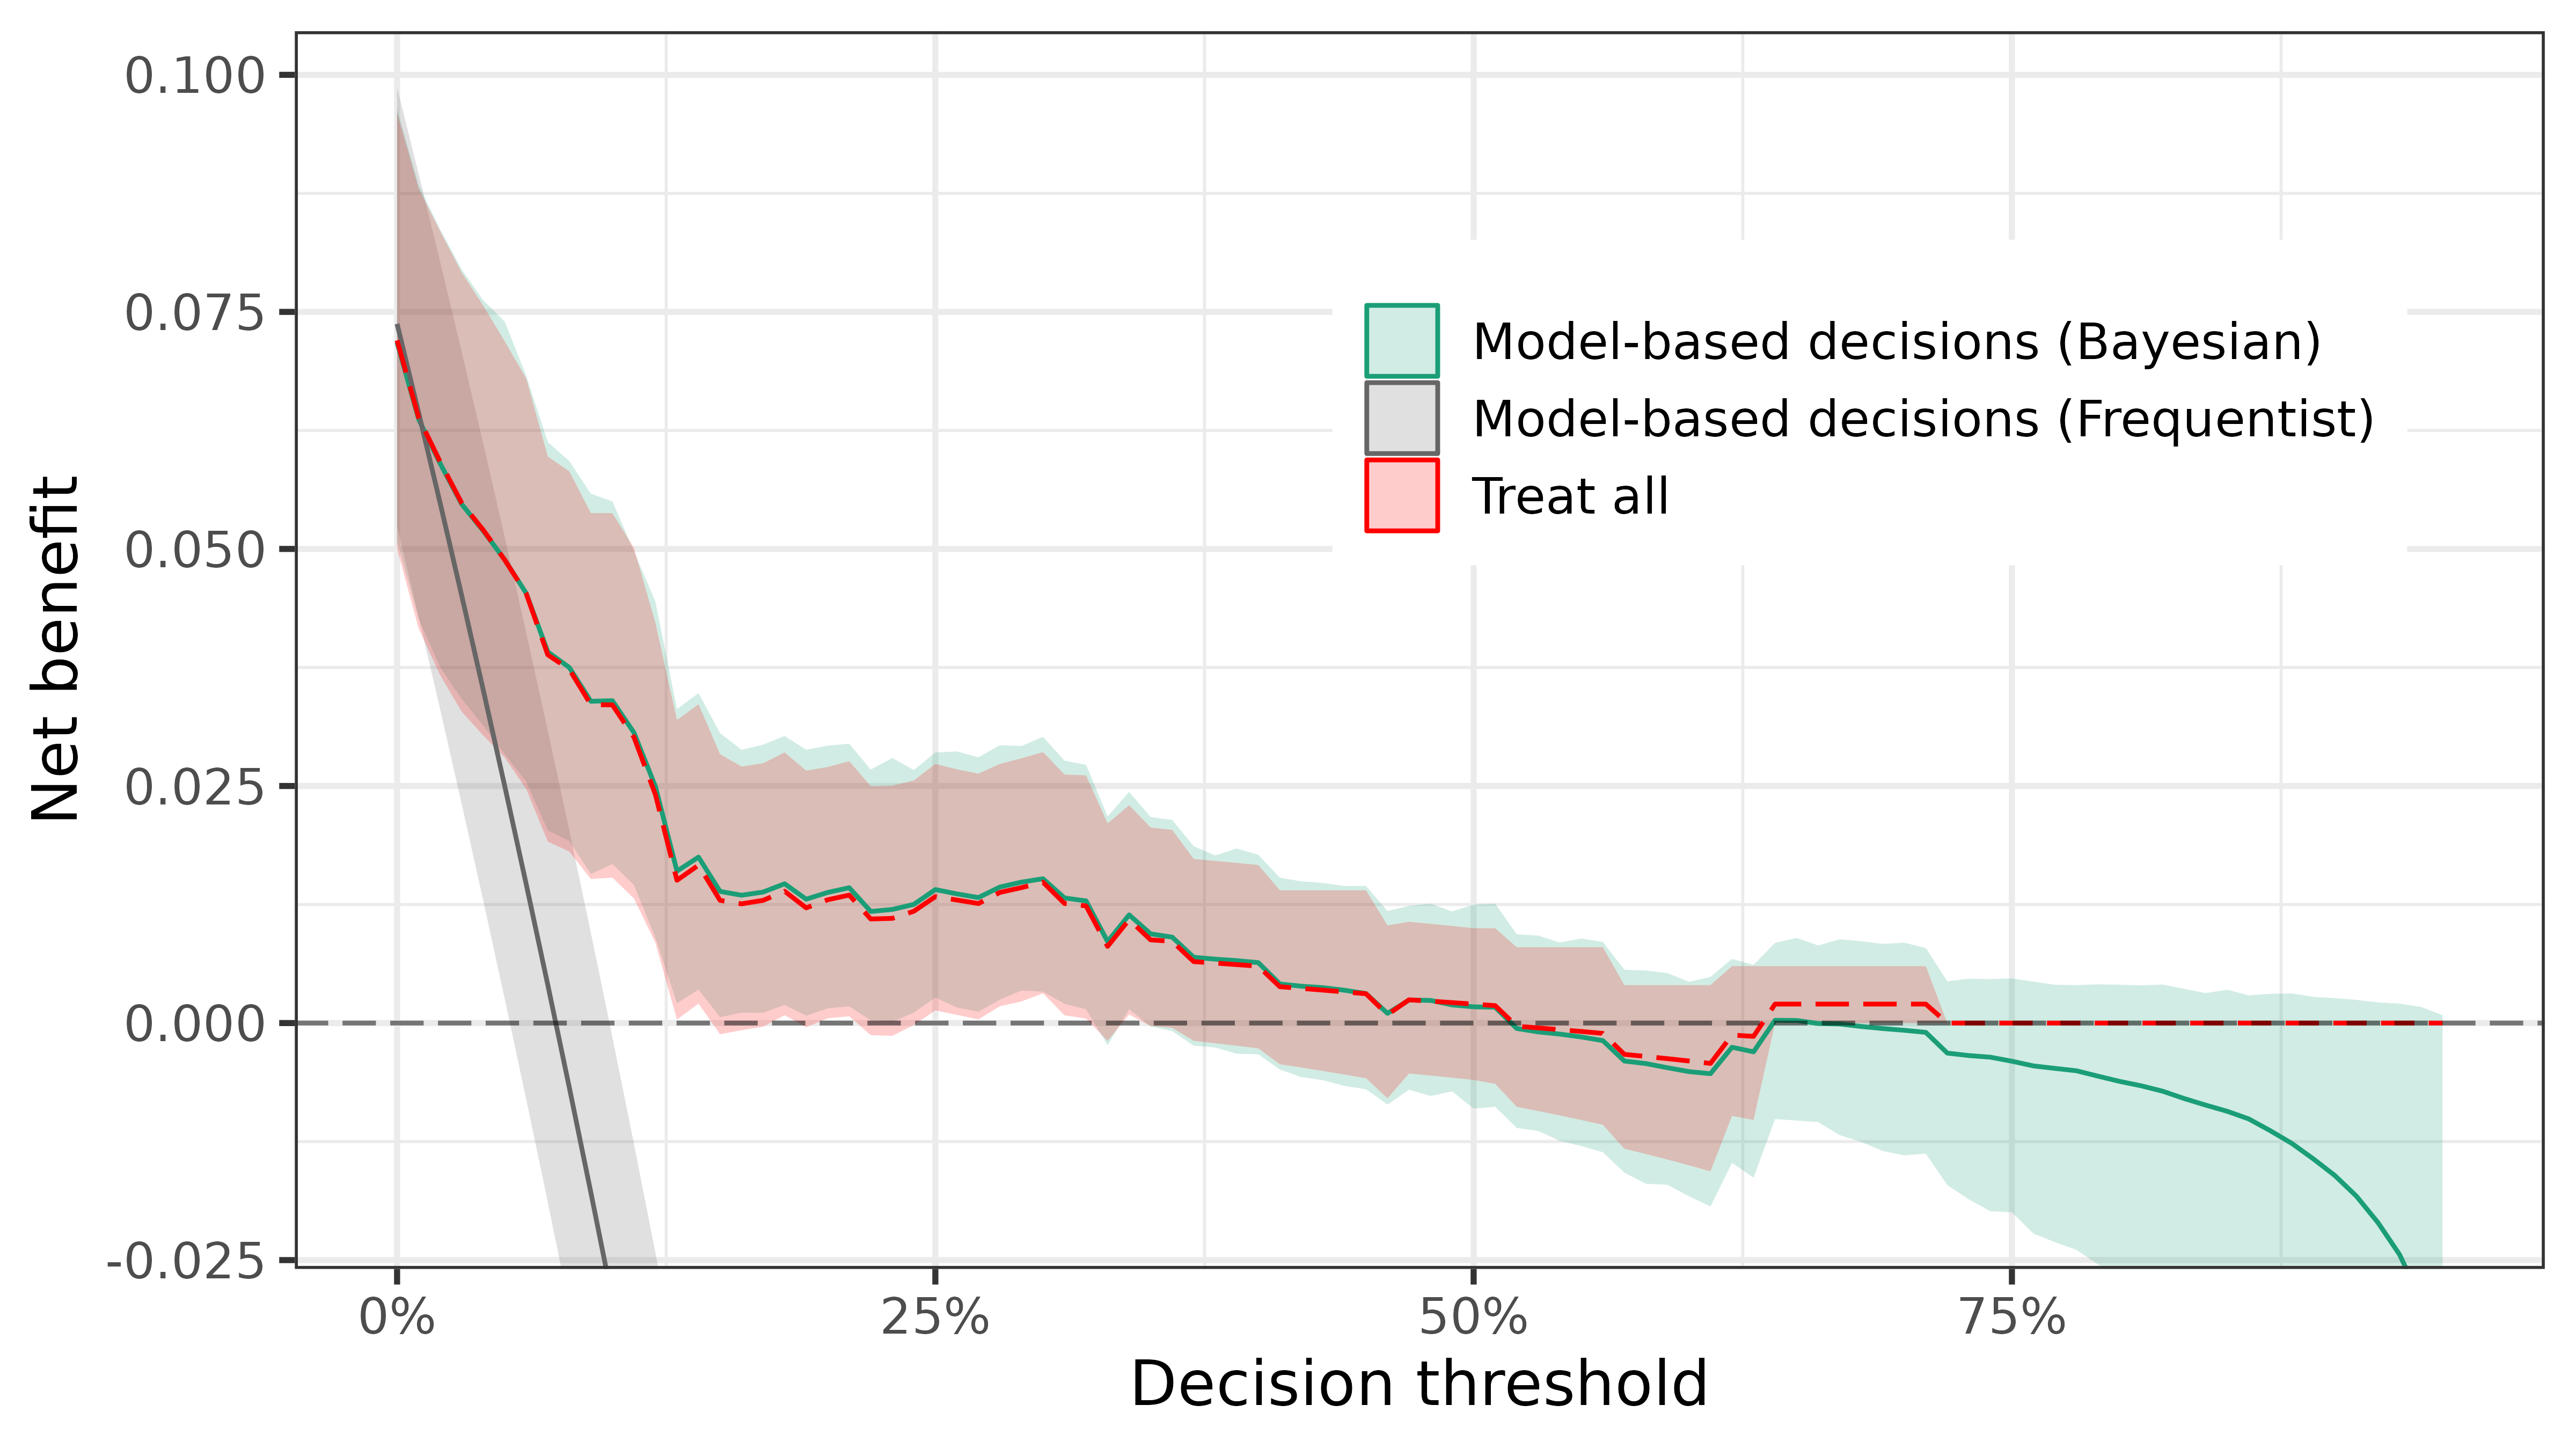 0.100
0.075
0.050
0.025
0.000
-0.025
Net benefit
Model-based decisions (Bayesian)
Model-based decisions (Frequentist)
Treat all
0%
25%
50%
75%
Decision threshold